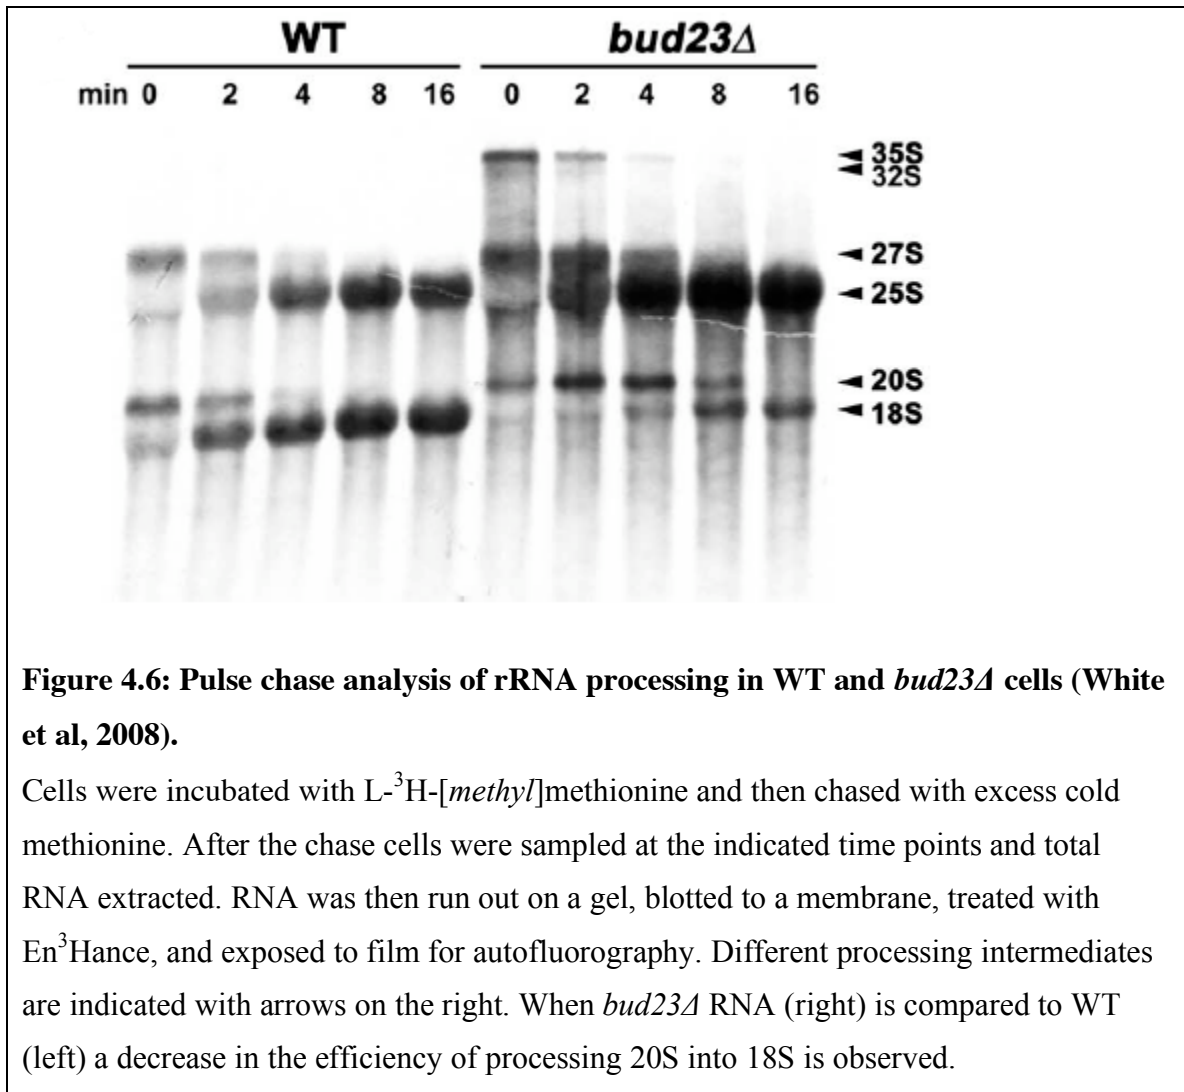 WT bud23Δ
min 0 2 4 8 16 0 2 4 8 16
35S
32S
27S
25S
20S
18S
Figure 4.6: Pulse chase analysis of rRNA processing in WT and bud23Δ cells (White
et al, 2008).
Cells were incubated with L-³H-[methyl]methionine and then chased with excess cold
methionine. After the chase cells were sampled at the indicated time points and total
RNA extracted. RNA was then run out on a gel, blotted to a membrane, treated with
En³Hance, and exposed to film for autofluorography. Different processing intermediates
are indicated with arrows on the right. When bud23Δ RNA (right) is compared to WT
(left) a decrease in the efficiency of processing 20S into 18S is observed.